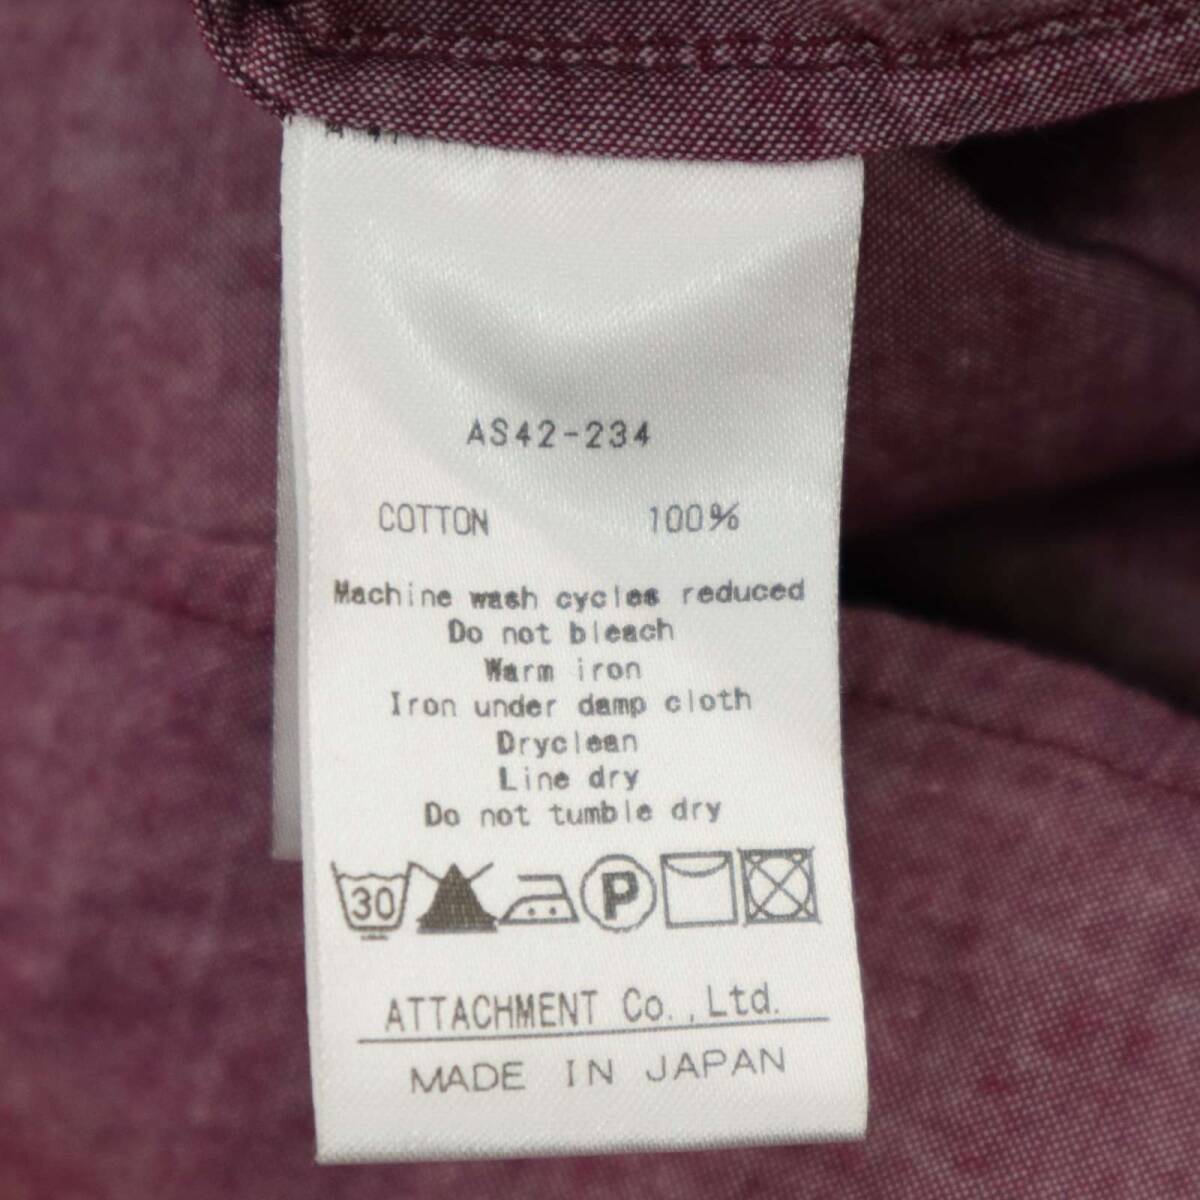 AS42-234
COTTON 100%
Machine wash cycles reduced
Do not bleach
Warm iron
Iron under damp cloth
Dryclean
Line dry
Do not tumble dry
30 P
ATTACHMENT Co.,Ltd.
MADE IN JAPAN